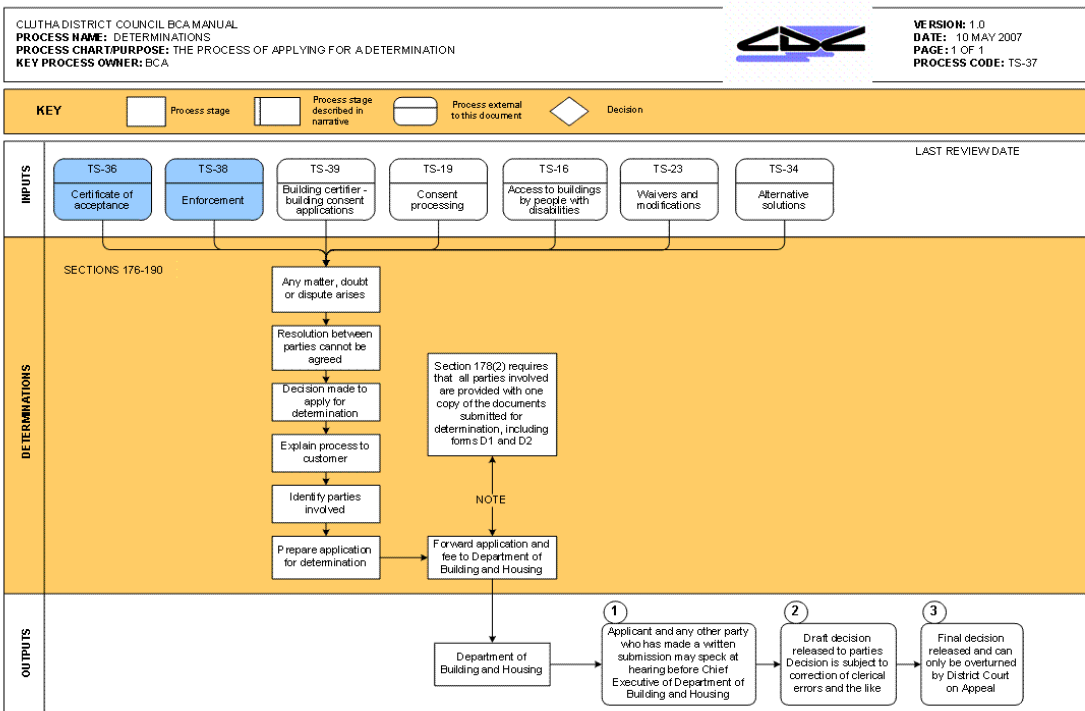 CLUTHA DISTRICT COUNCIL BCA MANUAL
PROCESS NAME: DETERMINATIONS
PROCESS CHART/PURPOSE: THE PROCESS OF APPLYING FOR A DETERMINATION
KEY PROCESS OWNER: BCA
CDC
VERSION: 1.0
DATE: 10 MAY 2007
PAGE: 1 OF 1
PROCESS CODE: TS-37
KEY
Process stage
Process stage
described in
narrative
Process external
to this document
Decision
LAST REVIEW DATE
INPUTS
TS-36
Certificate of
acceptance
TS-38
Enforcement
TS-39
Building certifier -
building consent
applications
TS-19
Consent
processing
TS-16
Access to buildings
by people with
disabilities
TS-23
Waivers and
modifications
TS-34
Alternative
solutions
DETERMINATIONS
SECTIONS 176-190
Any matter, doubt
or dispute arises
Resolution between
parties cannot be
agreed
Decision made to
apply for
determination
Explain process to
customer
Identify parties
involved
Prepare application
for determination
Section 178(2) requires
that all parties involved
are provided with one
copy of the documents
submitted for
determination, including
forms D1 and D2
NOTE
Forward application and
fee to Department of
Building and Housing
OUTPUTS
Department of
Building and Housing
1
Applicant and any other party
who has made a written
submission may speck at
hearing before Chief
Executive of Department of
Building and Housing
2
Draft decision
released to parties
Decision is subject to
correction of clerical
errors and the like
3
Final decision
released and can
only be overturned
by District Court
on Appeal